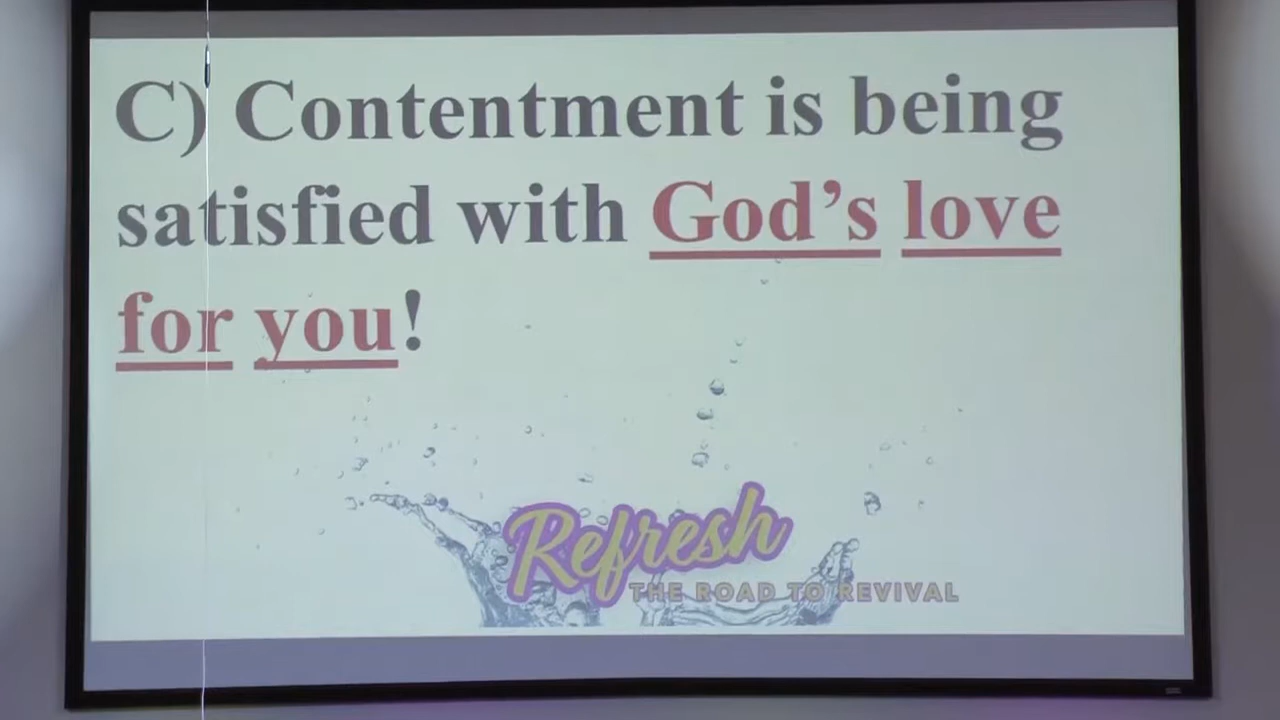 C) Contentment is being
satisfied with God's love
for you!
Refresh
THE ROAD TO REVIVAL